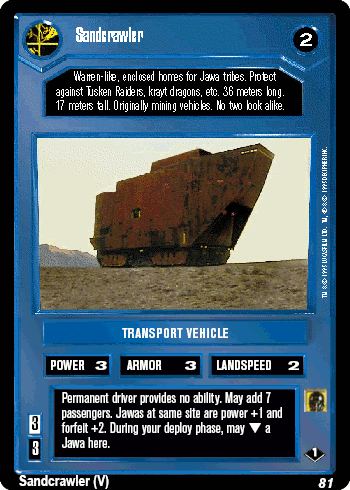 Sandcrawler
2
Warren-like, enclosed homes for Jawa tribes. Protect
against Tusken Raiders, krayt dragons, etc. 36 meters long.
17 meters tall. Originally mining vehicles. No two look alike.
TM & © LUCASFILM LTD. TM, ® & © 1995 DECIPHER INC.
TRANSPORT VEHICLE
POWER 3 ARMOR 3 LANDSPEED 2
Permanent driver provides no ability. May add 7
passengers. Jawas at same site are power +1 and
forfeit +2. During your deploy phase, may ▼ a
Jawa here.
3
3
1
Sandcrawler (V) 81